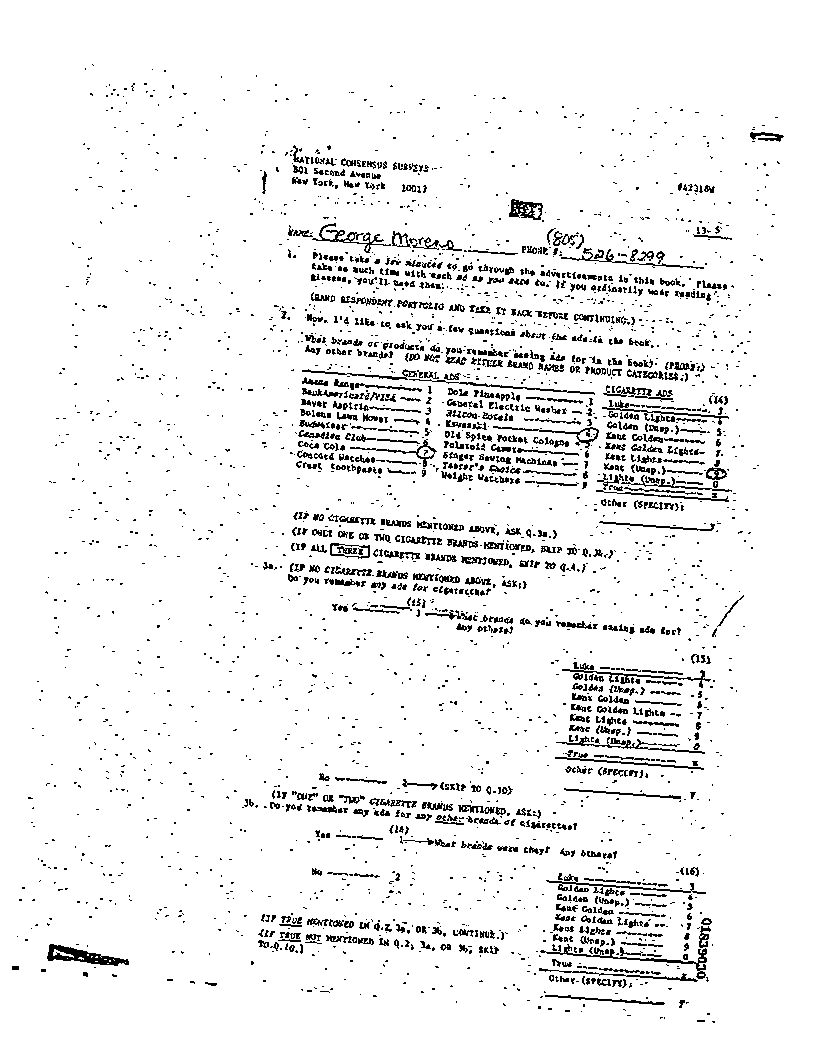 NATIONAL CONSENSUS SURVEYS
801 Second Avenue
New York, New York 10017
#42316W
13-5
NAME: George Moreno PHONE #: (805) 526-8299
1. Please take a few minutes to go through the advertisements in this book. Please
take as much time with each ad as you care to. If you ordinarily wear reading
glasses, you'll need them.
(HAND RESPONDENT PORTFOLIO AND TAKE IT BACK BEFORE CONTINUING.)
2. Now, I'd like to ask you a few questions about the ads in the book.
What brands or products do you remember seeing ads for in the book? (PROBE:)
Any other brands? (DO NOT READ EITHER BRAND NAMES OR PRODUCT CATEGORIES.)
GENERAL ADS
CIGARETTE ADS (14)
Amana Range 1
BankAmericard/VISA 2
Bayer Aspirin 3
Bolens Lawn Mower 4
Budweiser 5
Canadian Club 6
Coca Cola 7
Concord Watches 8
Crest toothpaste 9
Dole Pineapple 1
General Electric Washer 2
Hilton Hotels 3
Kawasaki 4
Old Spice Pocket Cologne 5
Polaroid Camera 6
Singer Sewing Machines 7
Taster's Choice 8
Weight Watchers 9
Luke 3
Golden Lights 4
Golden (Unsp.) 5
Kent Golden 6
Kent Golden Lights 7
Kent Lights 8
Kent (Unsp.) 9
Lights (Unsp.) 0
True x
Other (SPECIFY):
Y
(IF NO CIGARETTE BRANDS MENTIONED ABOVE, ASK Q.3a.)
(IF ONLY ONE OR TWO CIGARETTE BRANDS MENTIONED, SKIP TO Q.3b.)
(IF ALL THREE CIGARETTE BRANDS MENTIONED, SKIP TO Q.4.)
3a. (IF NO CIGARETTE BRANDS MENTIONED ABOVE, ASK:)
Do you remember any ads for cigarettes?
(15)
Yes 1 What brands do you remember seeing ads for?
Any others?
(15)
Luke 3
Golden Lights 4
Golden (Unsp.) 5
Kent Golden 6
Kent Golden Lights 7
Kent Lights 8
Kent (Unsp.) 9
Lights (Unsp.) 0
True x
Other (SPECIFY):
Y
No 2 (SKIP TO Q.10)
(IF "ONE" OR "TWO" CIGARETTE BRANDS MENTIONED, ASK:)
3b. Do you remember any ads for any other brands of cigarettes?
Yes 1 What brands were they? Any others?
No 2
(16)
Luke 3
Golden Lights 4
Golden (Unsp.) 5
Kent Golden 6
Kent Golden Lights 7
Kent Lights 8
Kent (Unsp.) 9
Lights (Unsp.) 0
True x
Other (SPECIFY):
Y
(IF TRUE MENTIONED IN Q.2, 3a, OR 3b, CONTINUE.)
(IF TRUE NOT MENTIONED IN Q.2, 3a, OR 3b, SKIP
TO Q.10.)